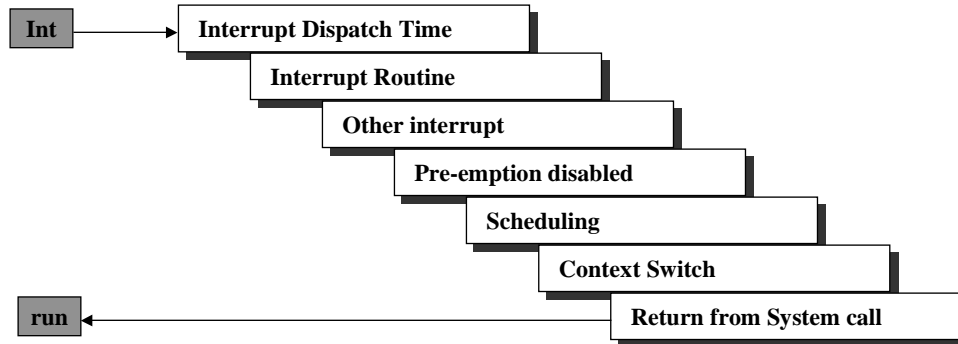 Int
Interrupt Dispatch Time
Interrupt Routine
Other interrupt
Pre-emption disabled
Scheduling
Context Switch
run
Return from System call